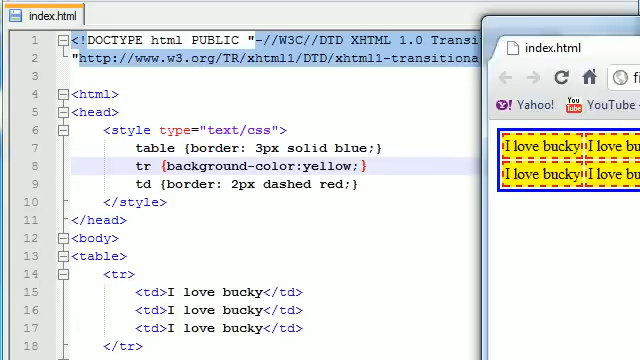 index.html
1 <!DOCTYPE html PUBLIC "-//W3C//DTD XHTML 1.0 Transi
2 "http://www.w3.org/TR/xhtml1/DTD/xhtml1-transitiona
3
4 <html>
5 <head>
6 <style type="text/css">
7 table {border: 3px solid blue;}
8 tr {background-color:yellow;}
9 td {border: 2px dashed red;}
10 </style>
11 </head>
12 <body>
13 <table>
14 <tr>
15 <td>I love bucky</td>
16 <td>I love bucky</td>
17 <td>I love bucky</td>
18 </tr>
index.html
fi
Yahoo! YouTube
I love bucky I love bu
I love bucky I love bu